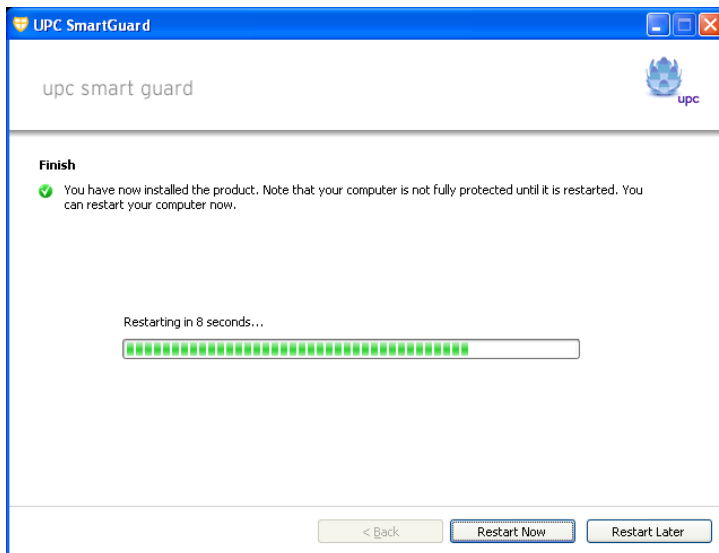 UPC SmartGuard
upc smart guard
upc
Finish
You have now installed the product. Note that your computer is not fully protected until it is restarted. You
can restart your computer now.
Restarting in 8 seconds...
< Back
Restart Now
Restart Later